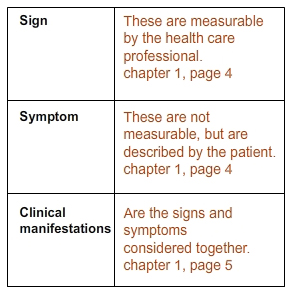 Sign
These are measurable
by the health care
professional.
chapter 1, page 4
Symptom
These are not
measurable, but are
described by the patient.
chapter 1, page 4
Clinical
manifestations
Are the signs and
symptoms
considered together.
chapter 1, page 5